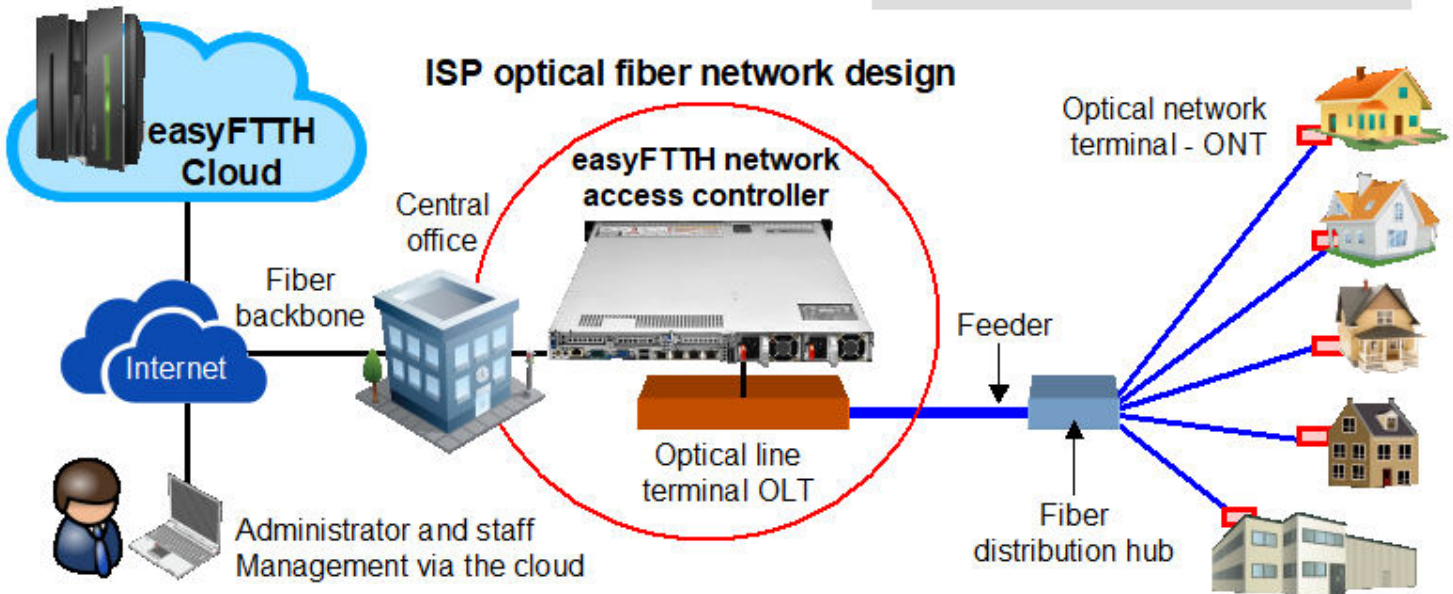 ISP optical fiber network design
easyFTTH
Cloud
easyFTTH network
access controller
Central
office
Fiber
backbone
Internet
Administrator and staff
Management via the cloud
Optical line
terminal OLT
Feeder
Fiber
distribution hub
Optical network
terminal - ONT